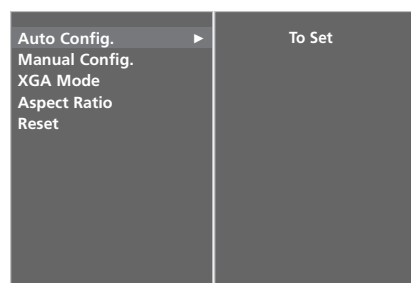 Auto Config. ► To Set
Manual Config.
XGA Mode
Aspect Ratio
Reset